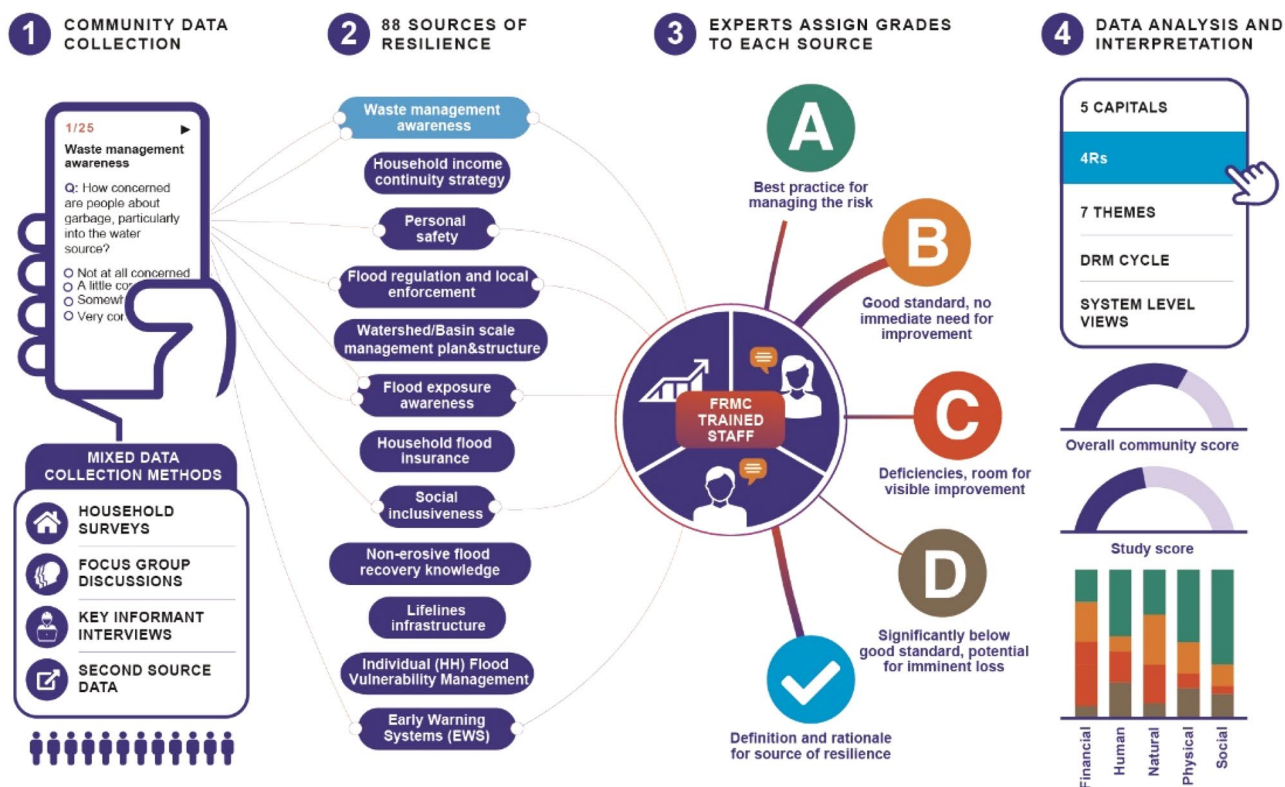 1
COMMUNITY DATA
COLLECTION
1/25
Waste management
awareness
Q: How concerned
are people about
garbage, particularly
into the water
source?
Not at all concerned
A little
Very
MIXED DATA
COLLECTION METHODS
HOUSEHOLD
SURVEYS
FOCUS GROUP
DISCUSSIONS
KEY INFORMANT
INTERVIEWS
SECOND SOURCE
DATA
2
88 SOURCES OF
RESILIENCE
Waste management
awareness
Household income
continuity strategy
Personal
safety
Flood regulation and local
enforcement
Watershed/Basin scale
management plan&structure
Flood exposure
awareness
Household flood
insurance
Social
inclusiveness
Non-erosive flood
recovery knowledge
Lifelines
infrastructure
Individual (HH) Flood
Vulnerability Management
Early Warning
Systems (EWS)
3
EXPERTS ASSIGN GRADES
TO EACH SOURCE
FRMC
TRAINED
STAFF
A
Best practice for
managing the risk
B
Good standard, no
immediate need for
improvement
C
Deficiencies, room for
visible improvement
D
Significantly below
good standard, potential
for imminent loss
Definition and rationale
for source of resilience
4
DATA ANALYSIS AND
INTERPRETATION
5 CAPITALS
4Rs
7 THEMES
DRM CYCLE
SYSTEM LEVEL
VIEWS
Overall community score
Study score
Financial
Human
Natural
Physical
Social